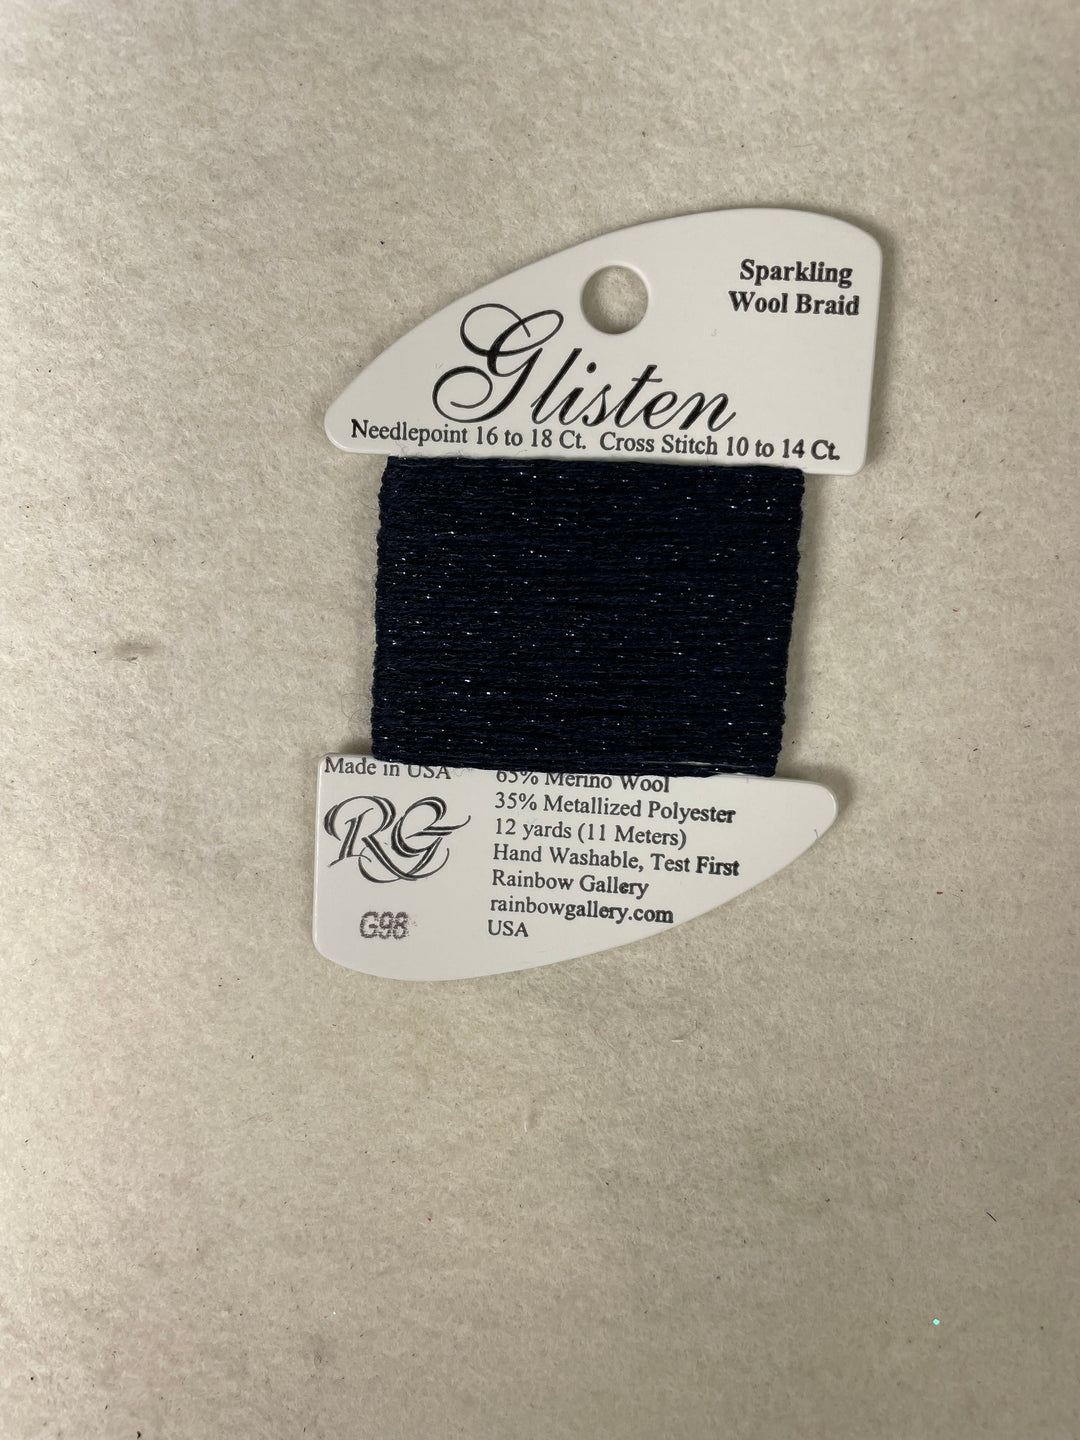 Sparkling
Wool Braid
Glisten
Needlepoint 16 to 18 Ct. Cross Stitch 10 to 14 Ct.
Made in USA
65% Merino Wool
35% Metallized Polyester
12 yards (11 Meters)
Hand Washable, Test First
Rainbow Gallery
rainbowgallery.com
USA
RG
G98